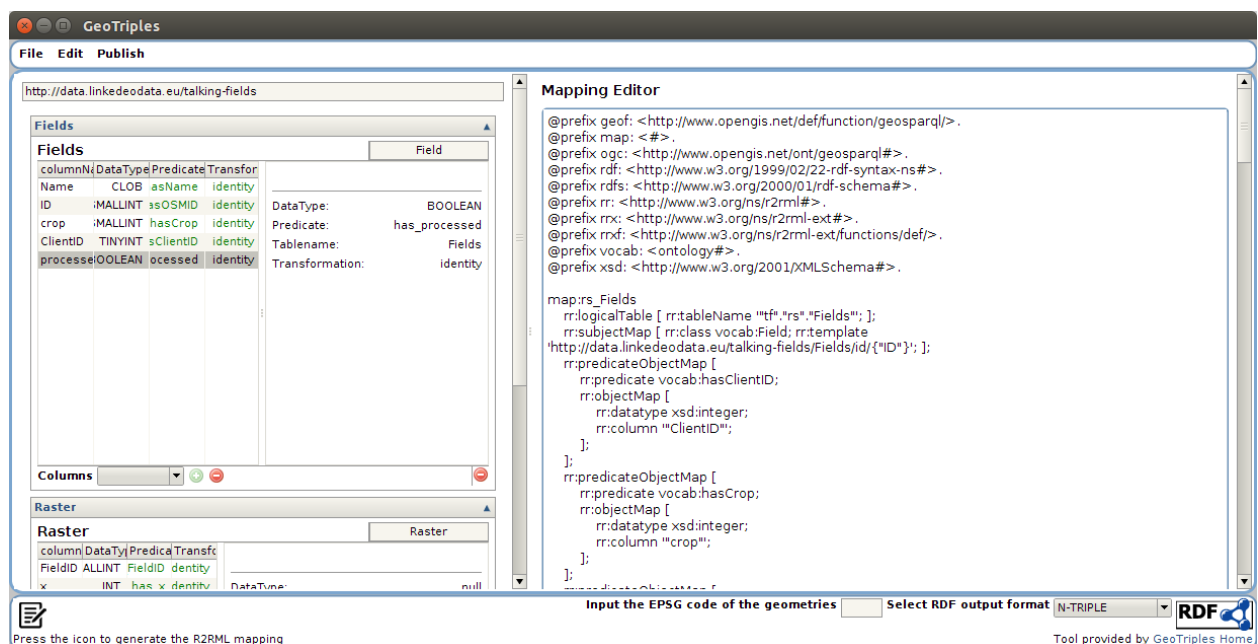 GeoTriples
File Edit Publish
http://data.linkedeodata.eu/talking-fields
Fields
Fields Field
columnNa DataType Predicate Transfor
Name CLOB asName identity
ID SMALLINT asOSMID identity
crop SMALLINT hasCrop identity
ClientID TINYINT sClientID identity
processe BOOLEAN ocessed identity
DataType: BOOLEAN
Predicate: has_processed
Tablename: Fields
Transformation: identity
Columns
Raster
Raster Raster
column DataTy Predica Transfo
FieldID ALLINT FieldID dentity
x INT has_x dentity
DataType: null
Mapping Editor
@prefix geof: <http://www.opengis.net/def/function/geosparql/>.
@prefix map: <#>.
@prefix ogc: <http://www.opengis.net/ont/geosparql#>.
@prefix rdf: <http://www.w3.org/1999/02/22-rdf-syntax-ns#>.
@prefix rdfs: <http://www.w3.org/2000/01/rdf-schema#>.
@prefix rr: <http://www.w3.org/ns/r2rml#>.
@prefix rrx: <http://www.w3.org/ns/r2rml-ext#>.
@prefix rrxf: <http://www.w3.org/ns/r2rml-ext/functions/def/>.
@prefix vocab: <ontology#>.
@prefix xsd: <http://www.w3.org/2001/XMLSchema#>.
map:rs_Fields
rr:logicalTable [ rr:tableName '"tf"."rs"."Fields"'; ];
rr:subjectMap [ rr:class vocab:Field; rr:template
'http://data.linkedeodata.eu/talking-fields/Fields/id/{"ID"}'; ];
rr:predicateObjectMap [
rr:predicate vocab:hasClientID;
rr:objectMap [
rr:datatype xsd:integer;
rr:column '"ClientID"';
];
];
rr:predicateObjectMap [
rr:predicate vocab:hasCrop;
rr:objectMap [
rr:datatype xsd:integer;
rr:column '"crop"';
];
];
rr:predicateObjectMap [
Input the EPSG code of the geometries Select RDF output format N-TRIPLE RDF
Press the icon to generate the R2RML mapping
Tool provided by GeoTriples Home